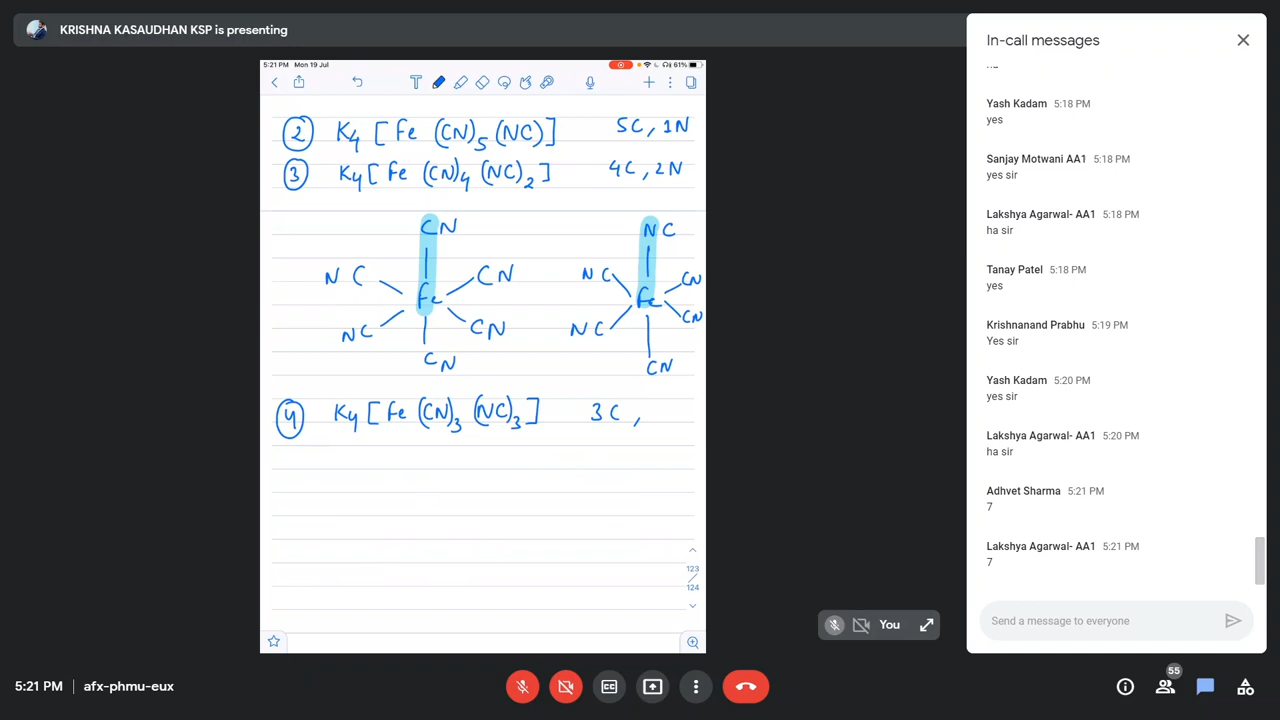 KRISHNA KASAUDHAN KSP is presenting
5:21 PM Mon 19 Jul
61%
T
② K4 [ Fe (CN)5 (NC) ] 5C, 1N
③ K4 [ Fe (CN)4 (NC)2 ] 4C, 2N
CN NC
NC CN NC CN
Fe Fe
NC CN NC CN
CN CN
④ K4 [ Fe (CN)3 (NC)3 ] 3C ,
123
124
In-call messages
Yash Kadam 5:18 PM
yes
Sanjay Motwani AA1 5:18 PM
yes sir
Lakshya Agarwal- AA1 5:18 PM
ha sir
Tanay Patel 5:18 PM
yes
Krishnanand Prabhu 5:19 PM
Yes sir
Yash Kadam 5:20 PM
yes sir
Lakshya Agarwal- AA1 5:20 PM
ha sir
Adhvet Sharma 5:21 PM
7
Lakshya Agarwal- AA1 5:21 PM
7
Send a message to everyone
You
5:21 PM | afx-phmu-eux
CC
55